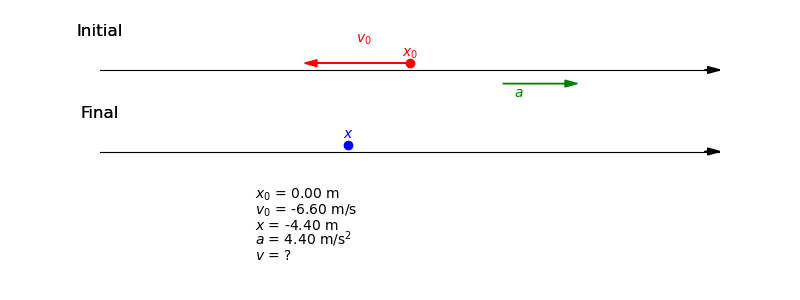 Initial
v₀
x₀
a
Final
x
x₀ = 0.00 m
v₀ = -6.60 m/s
x = -4.40 m
a = 4.40 m/s²
v = ?